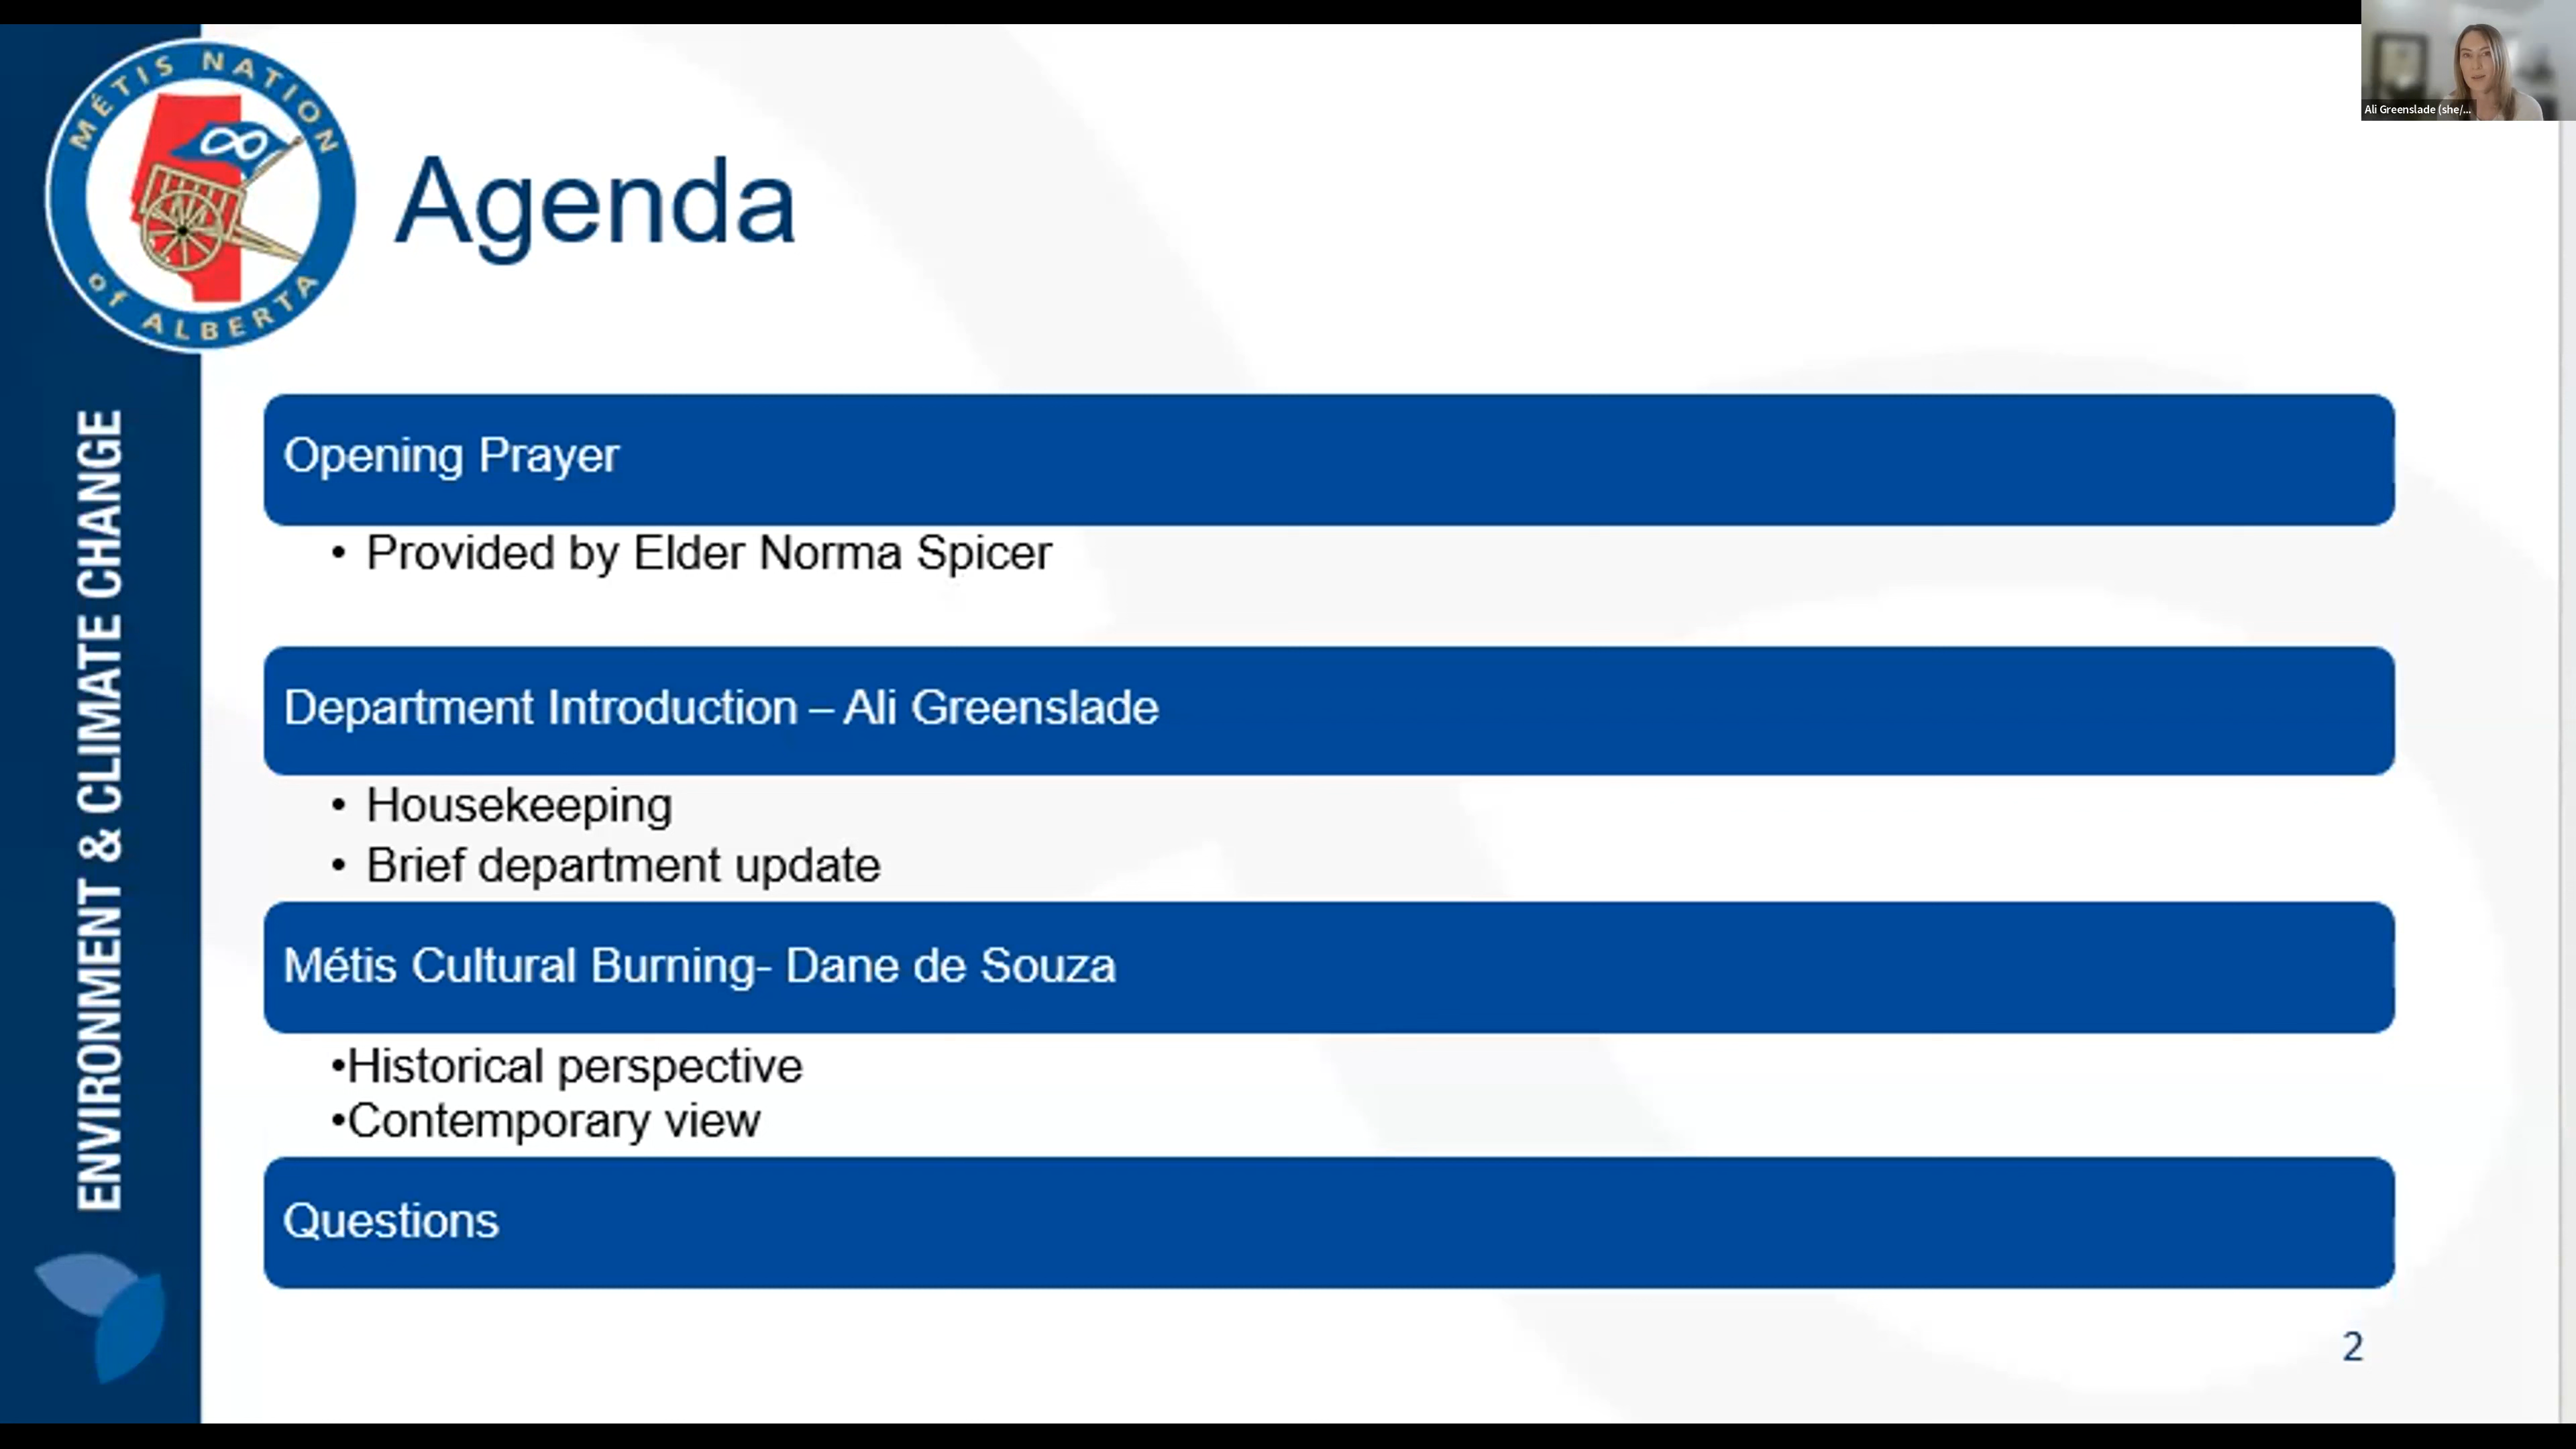 MÉTIS NATION
of ALBERTA
Agenda
Ali Greenslade (she/...
ENVIRONMENT & CLIMATE CHANGE
Opening Prayer
• Provided by Elder Norma Spicer
Department Introduction – Ali Greenslade
• Housekeeping
• Brief department update
Métis Cultural Burning- Dane de Souza
•Historical perspective
•Contemporary view
Questions
2